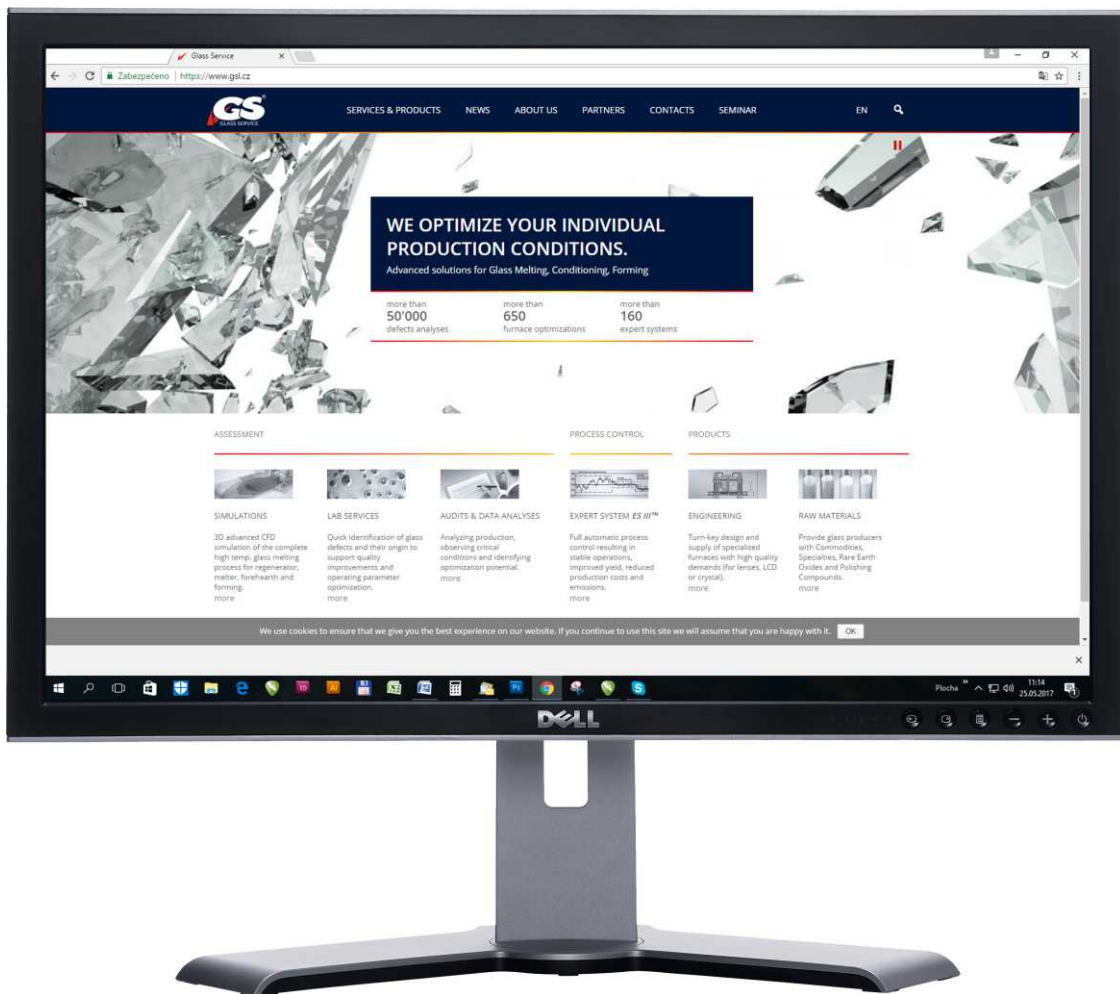 Glass Service
Zabezpečeno | https://www.gsl.cz
GS®
GLASS SERVICE
SERVICES & PRODUCTS NEWS ABOUT US PARTNERS CONTACTS SEMINAR EN
WE OPTIMIZE YOUR INDIVIDUAL
PRODUCTION CONDITIONS.
Advanced solutions for Glass Melting, Conditioning, Forming
more than
50'000
defects analyses
more than
650
furnace optimizations
more than
160
expert systems
ASSESSMENT
PROCESS CONTROL
PRODUCTS
SIMULATIONS
3D advanced CFD
simulation of the complete
high temp. glass melting
process for regenerator,
melter, forehearth and
forming.
more
LAB SERVICES
Quick identification of glass
defects and their origin to
support quality
improvements and
operating parameter
optimization.
more
AUDITS & DATA ANALYSES
Analyzing production,
observing critical
conditions and identifying
optimization potential.
more
EXPERT SYSTEM ES III™
Full automatic process
control resulting in
stable operations,
improved yield, reduced
production costs and
emissions.
more
ENGINEERING
Turn-key design and
supply of specialized
furnaces with high quality
demands (for lenses, LCD
or crystal).
more
RAW MATERIALS
Provide glass producers
with Commodities,
Specialties, Rare Earth
Oxides and Polishing
Compounds.
more
We use cookies to ensure that we give you the best experience on our website. If you continue to use this site we will assume that you are happy with it. OK
Plocha
11:14
25.05.2017
DELL